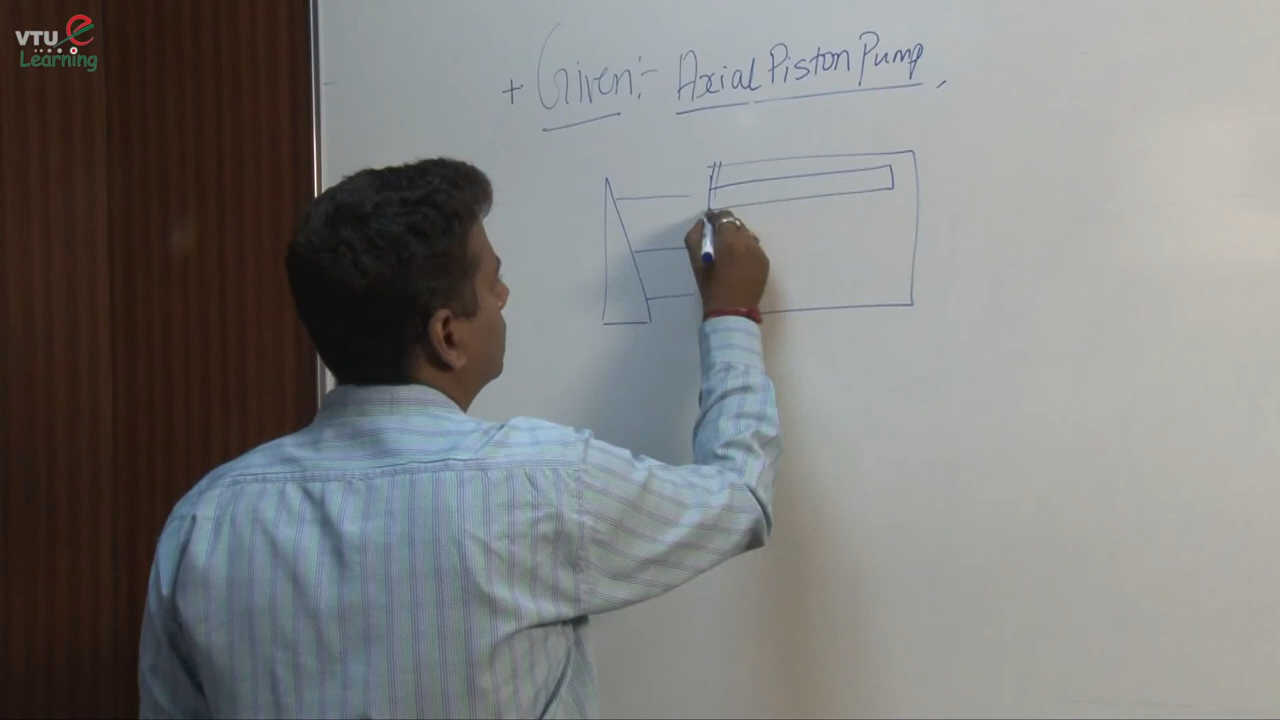 VTU e
Learning
+ Given:- Axial Piston Pump,